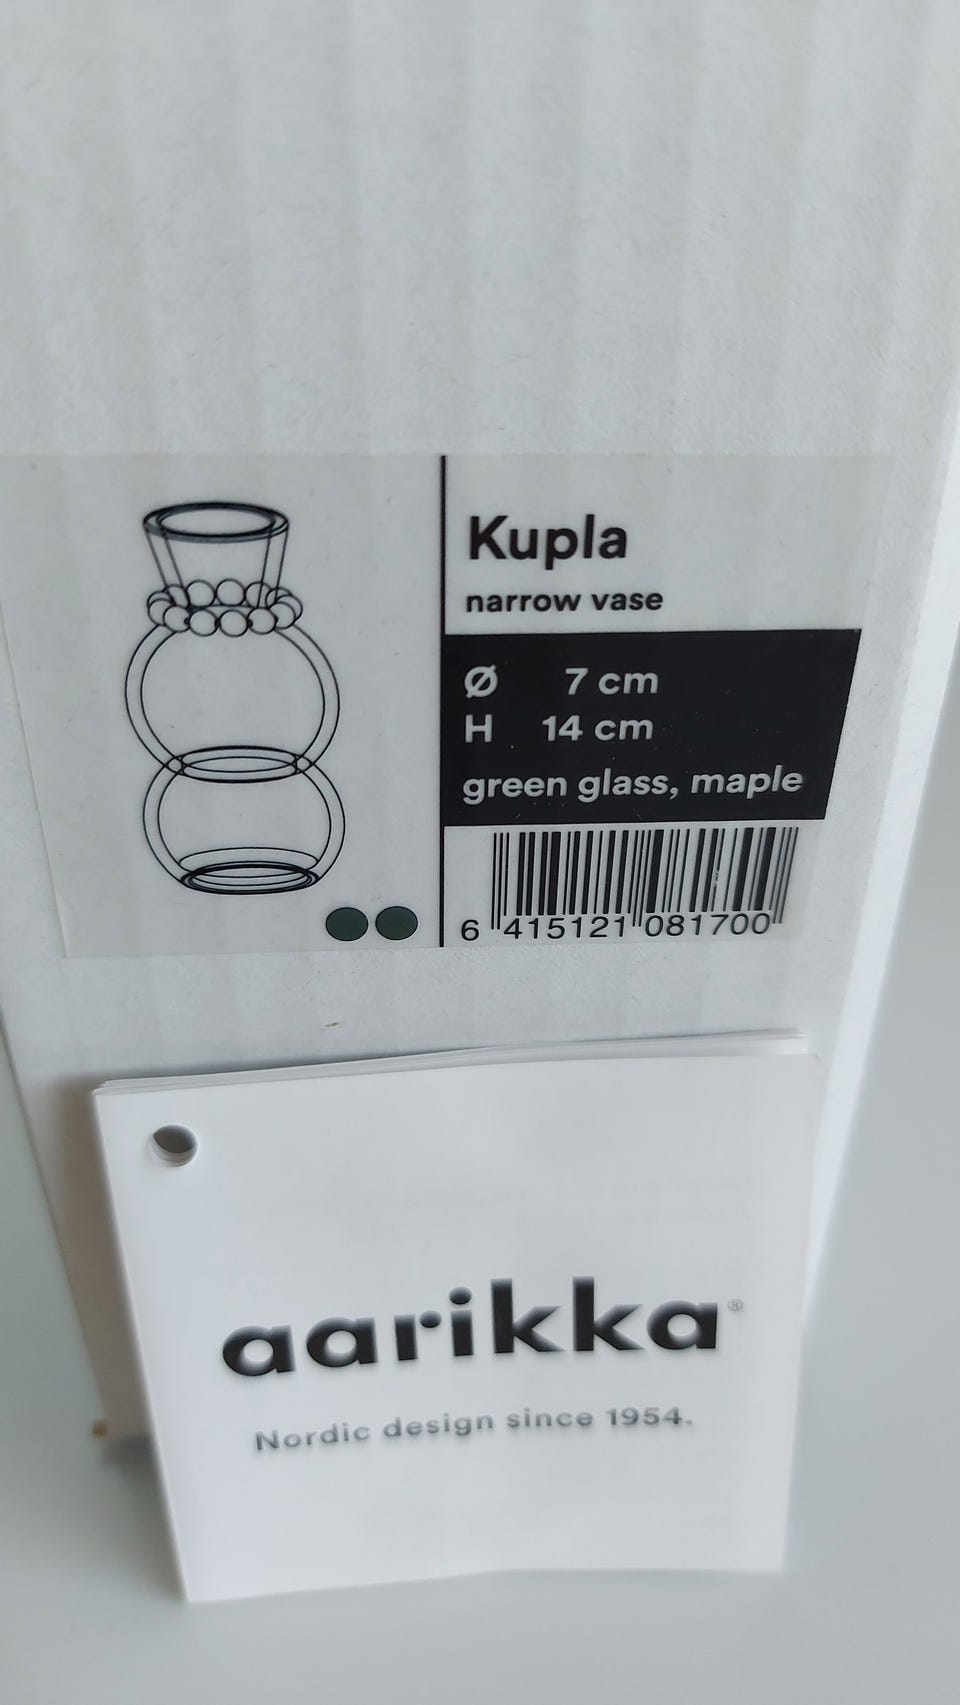 Kupla
narrow vase
Ø 7 cm
H 14 cm
green glass, maple
6 415121 081700
aarikka®
Nordic design since 1954.